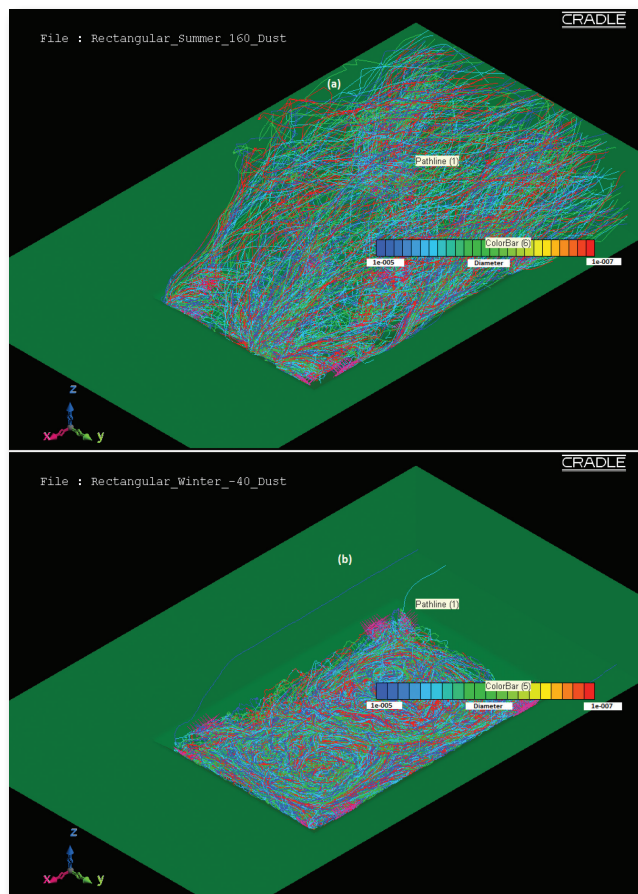 CRADLE
File : Rectangular_Summer_160_Dust
(a)
Pathline (1)
ColorBar (6)
1e-005 Diameter 1e-007
z
x y
CRADLE
File : Rectangular_Winter_-40_Dust
(b)
Pathline (1)
ColorBar (5)
1e-005 Diameter 1e-007
z
x y